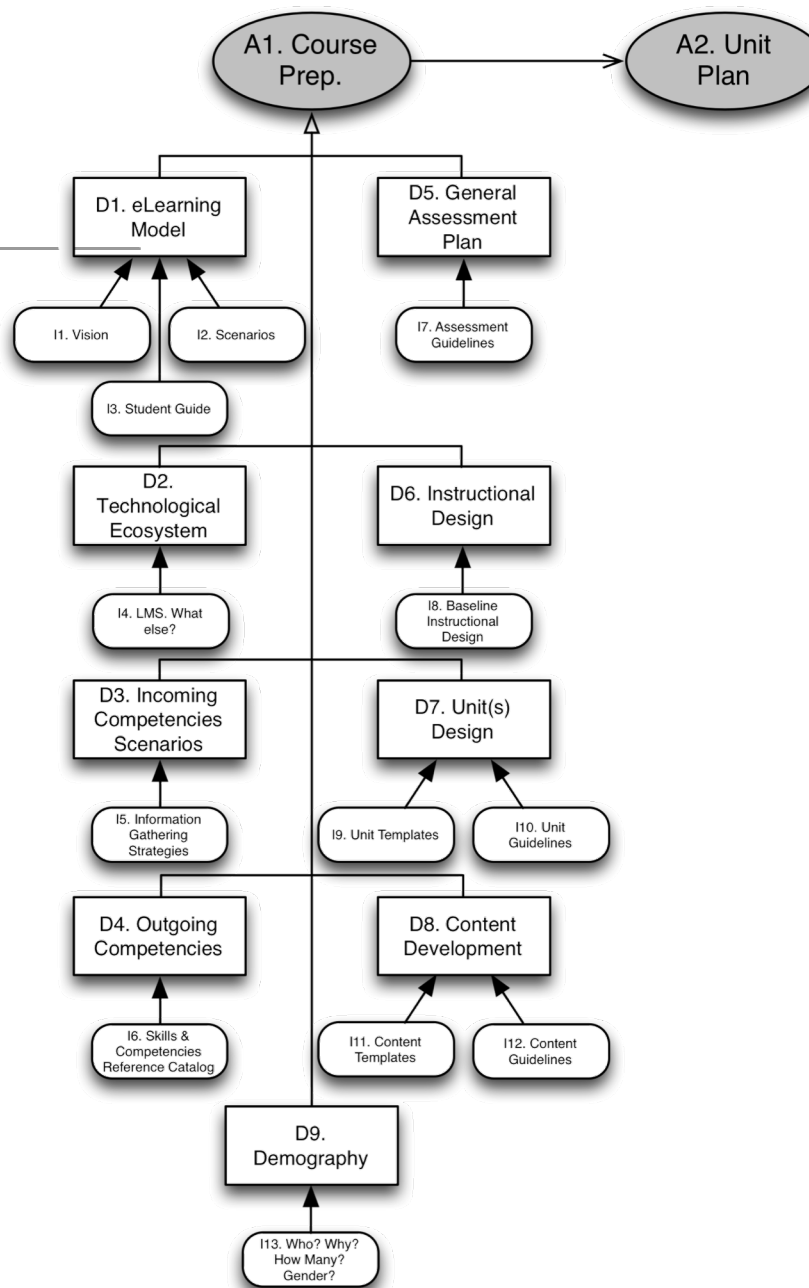 A1. Course
Prep.
A2. Unit
Plan
D1. eLearning
Model
D5. General
Assessment
Plan
I1. Vision
I2. Scenarios
I7. Assessment
Guidelines
I3. Student Guide
D2.
Technological
Ecosystem
D6. Instructional
Design
I4. LMS. What
else?
I8. Baseline
Instructional
Design
D3. Incoming
Competencies
Scenarios
D7. Unit(s)
Design
I5. Information
Gathering
Strategies
I9. Unit Templates
I10. Unit
Guidelines
D4. Outgoing
Competencies
D8. Content
Development
I6. Skills &
Competencies
Reference Catalog
I11. Content
Templates
I12. Content
Guidelines
D9.
Demography
I13. Who? Why?
How Many?
Gender?